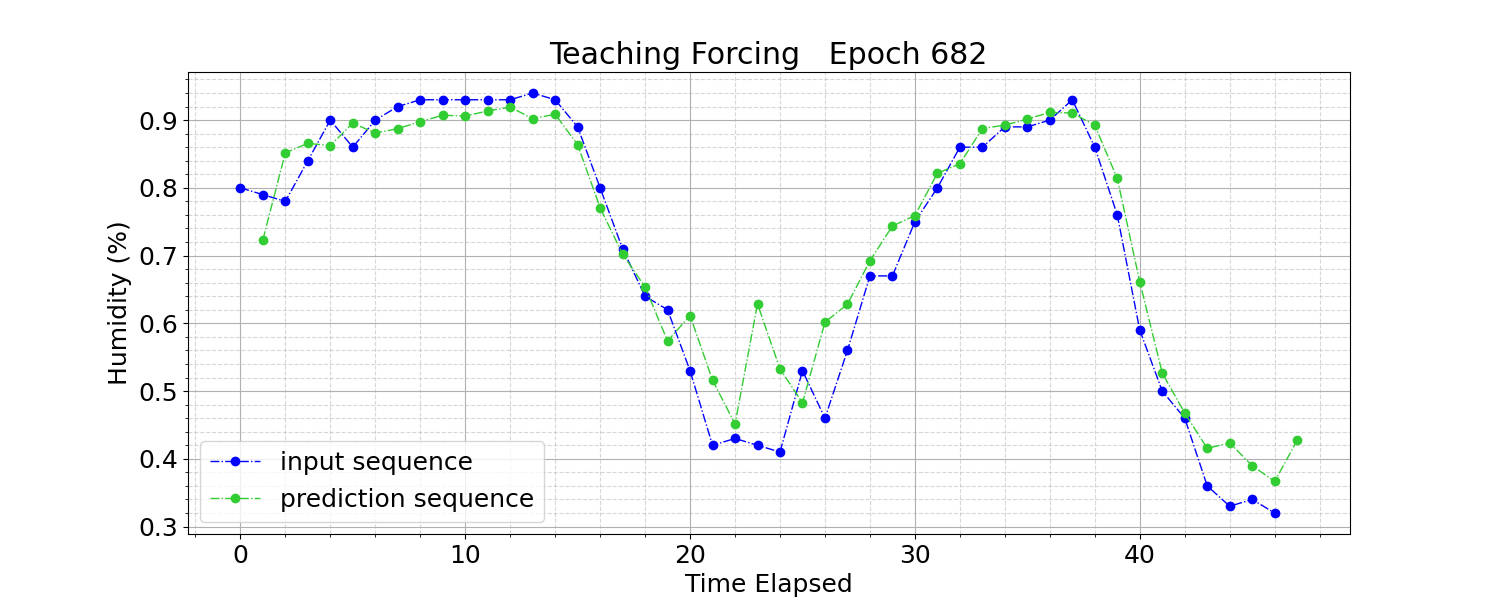 Teaching Forcing   Epoch 682
0.9
0.8
0.7
0.6
0.5
0.4
0.3
Humidity (%)
input sequence
prediction sequence
0 10 20 30 40
Time Elapsed